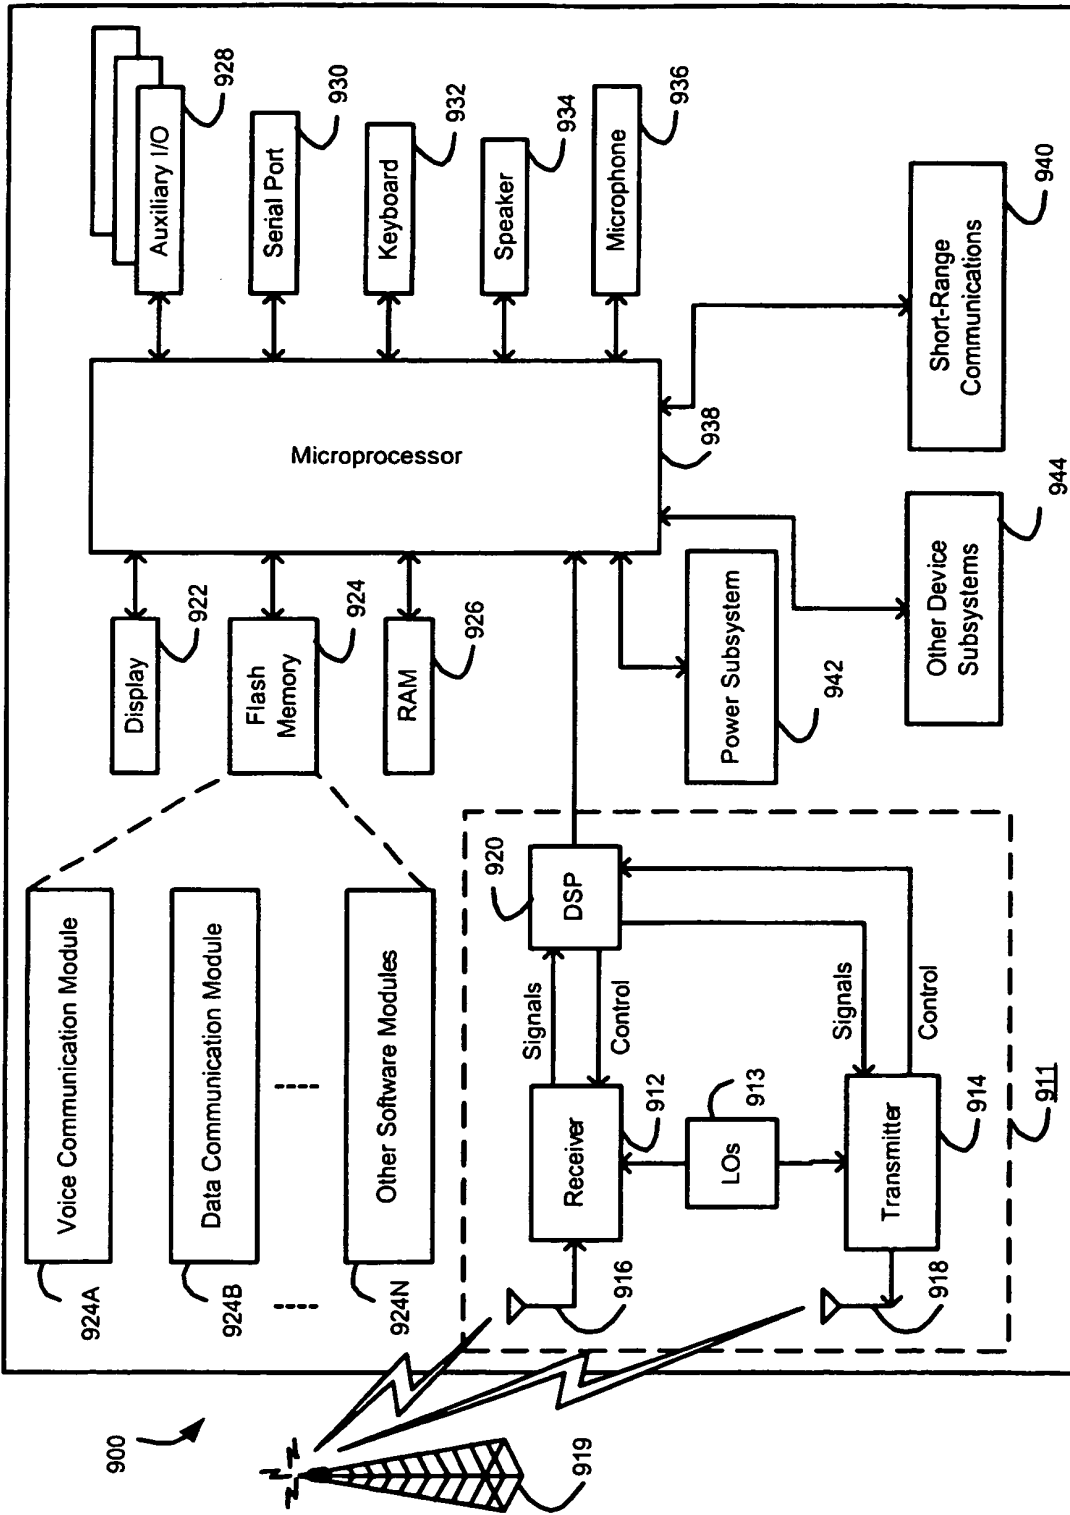 900
919
924A
Voice Communication Module
924B
Data Communication Module
924N
Other Software Modules
Display
922
Flash
Memory
924
RAM
926
Microprocessor
938
Auxiliary I/O
928
Serial Port
930
Keyboard
932
Speaker
934
Microphone
936
Short-Range
Communications
940
Other Device
Subsystems
944
Power Subsystem
942
DSP
920
Signals
Control
Receiver
912
916
LOs
913
Signals
Control
Transmitter
914
918
911